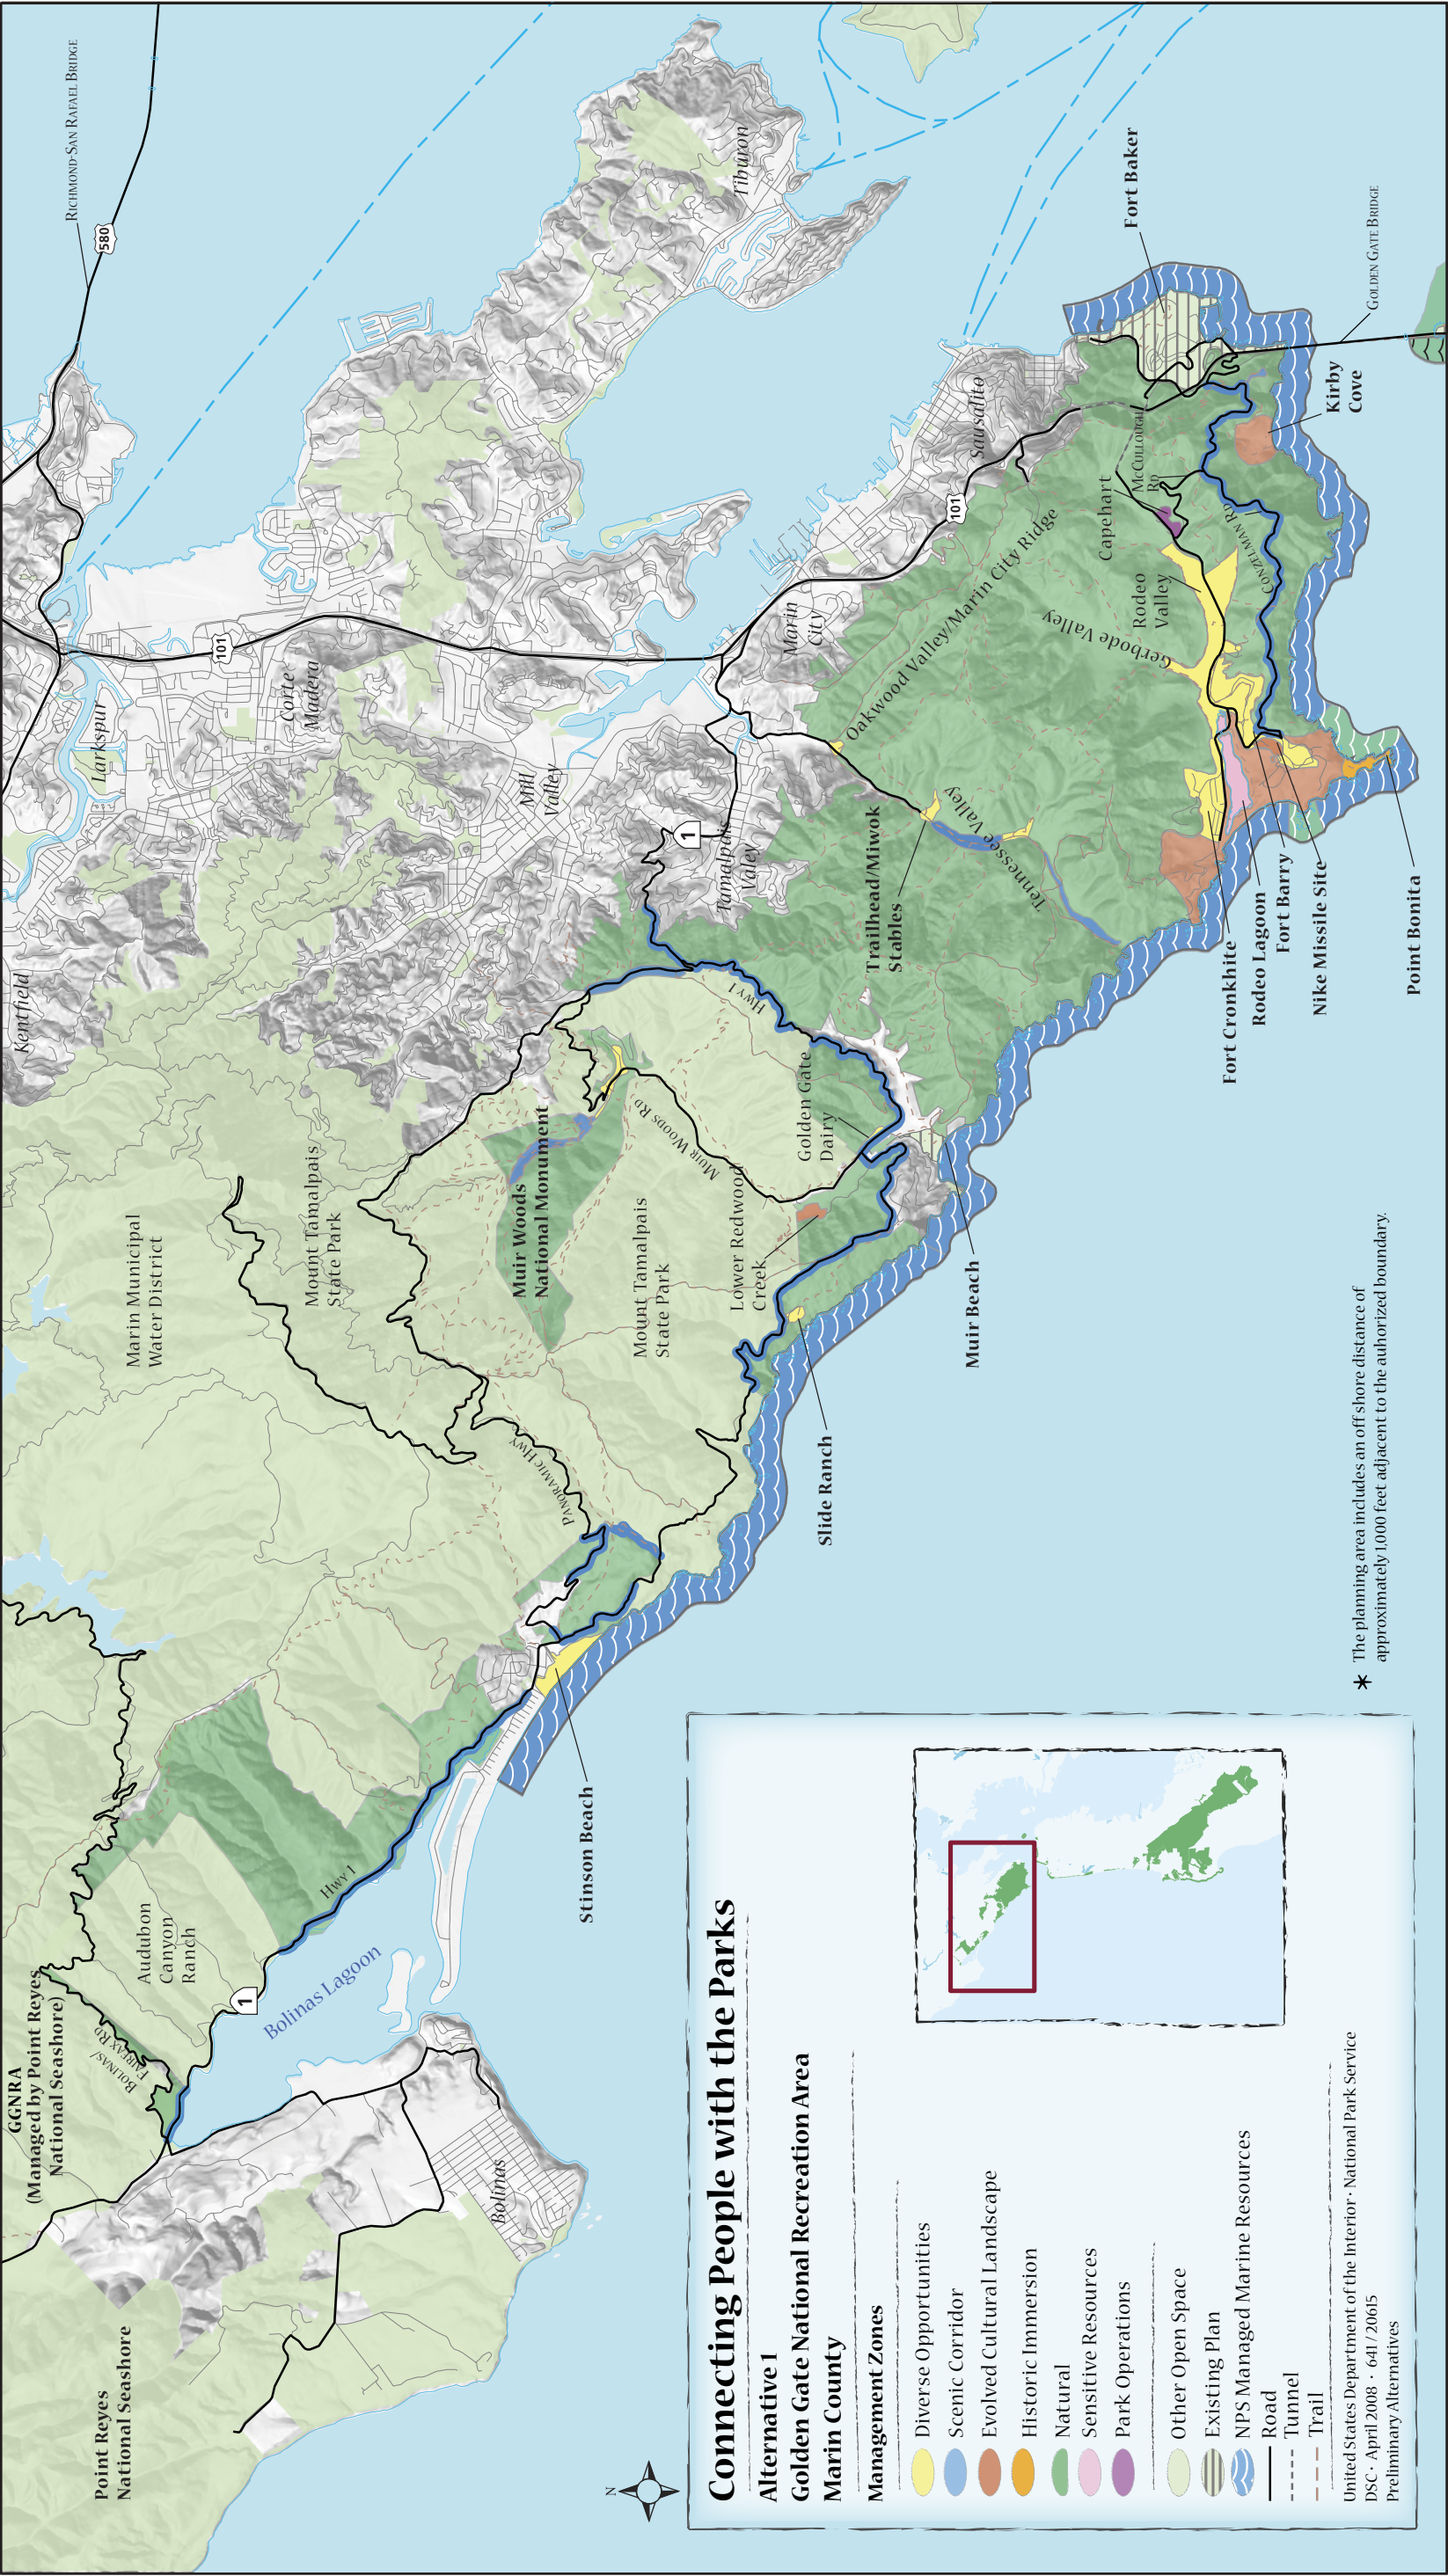 Point Reyes
National Seashore
GGNRA
(Managed by Point Reyes
National Seashore)
BOLINAS/
FAIRFAX RD
Audubon
Canyon
Ranch
1
Bolinas Lagoon
Hwy 1
Bolinas
Stinson Beach
Marin Municipal
Water District
Mount Tamalpais
State Park
PANORAMIC HWY
Muir Woods
National Monument
Mount Tamalpais
State Park
MUIR WOODS RD
Lower Redwood
Creek
Golden Gate
Dairy
Slide Ranch
Muir Beach
Hwy 1
Kentfield
Larkspur
Corte
Madera
101
Mill
Valley
1
Tamalpais
Valley
Marin
City
RICHMOND-SAN RAFAEL BRIDGE
580
Tiburon
Sausalito
101
Oakwood Valley/Marin City Ridge
Trailhead/Miwok
Stables
Tennessee Valley
Gerbode Valley
Rodeo
Valley
Capehart
MCCULLOUGH
RD
CONZELMAN RD
Fort Baker
Kirby
Cove
GOLDEN GATE BRIDGE
Fort Cronkhite
Rodeo Lagoon
Fort Barry
Nike Missile Site
Point Bonita
N
Connecting People with the Parks
Alternative 1
Golden Gate National Recreation Area
Marin County
Management Zones
Diverse Opportunities
Scenic Corridor
Evolved Cultural Landscape
Historic Immersion
Natural
Sensitive Resources
Park Operations
Other Open Space
Existing Plan
NPS Managed Marine Resources
Road
Tunnel
Trail
United States Department of the Interior · National Park Service
DSC · April 2008 · 641 / 20615
Preliminary Alternatives
* The planning area includes an off shore distance of
approximately 1,000 feet adjacent to the auhorized boundary.